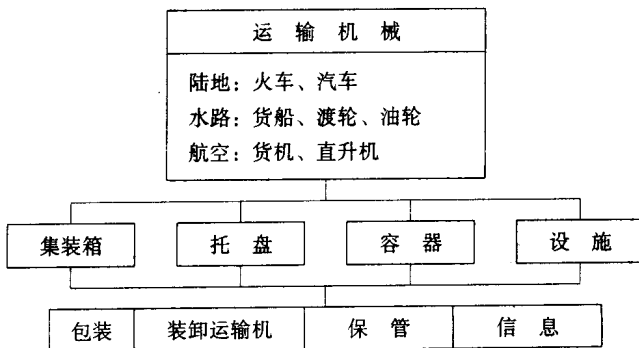 运输机械
陆地：火车、汽车
水路：货船、渡轮、油轮
航空：货机、直升机
集装箱 托盘 容器 设施
包装 装卸运输机 保管 信息